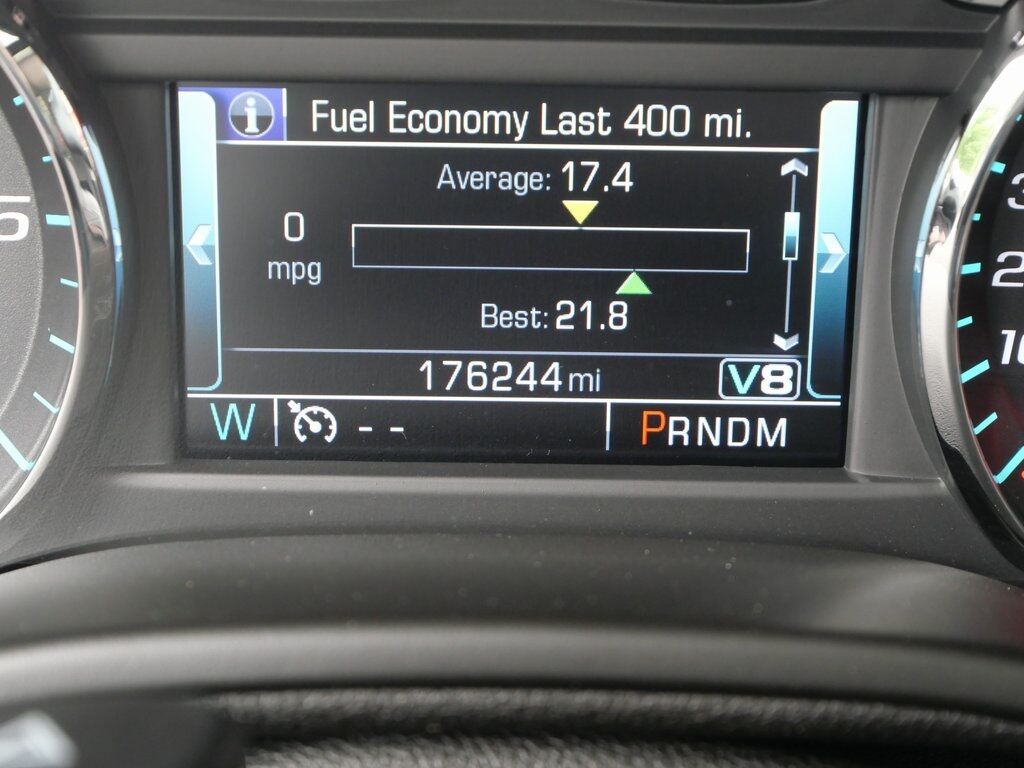 Fuel Economy Last 400 mi.
Average: 17.4
0
mpg
Best: 21.8
176244 mi
V8
W
- -
PRNDM